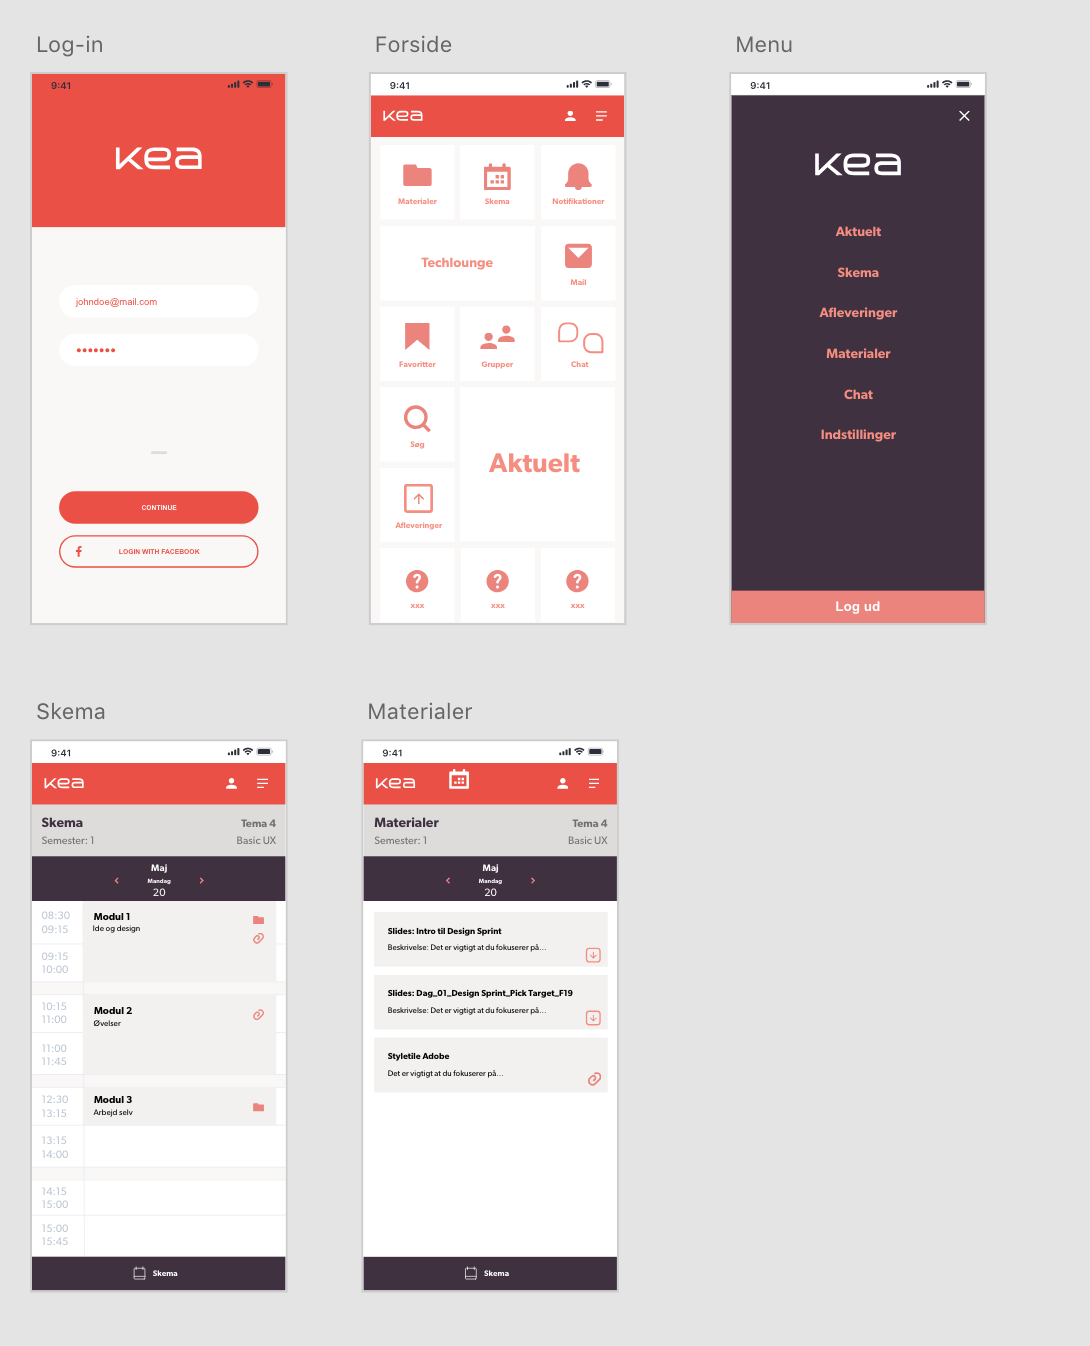 Log-in
9:41
kea
johndoe@mail.com
CONTINUE
f LOGIN WITH FACEBOOK
Forside
9:41
kea
Materialer Skema Notifikationer
Techlounge Mail
Favoritter Grupper Chat
Søg
Aktuelt
Afleveringer
? ? ?
xxx xxx xxx
Menu
9:41
kea
Aktuelt
Skema
Afleveringer
Materialer
Chat
Indstillinger
Log ud
Skema
9:41
kea
Skema Tema 4
Semester: 1 Basic UX
Maj
< Mandag >
20
08:30 Modul 1
09:15 Ide og design
09:15
10:00
10:15 Modul 2
11:00 Øvelser
11:00
11:45
12:30 Modul 3
13:15 Arbejd selv
13:15
14:00
14:15
15:00
15:00
15:45
Skema
Materialer
9:41
kea
Materialer Tema 4
Semester: 1 Basic UX
Maj
< Mandag >
20
Slides: Intro til Design Sprint
Beskrivelse: Det er vigtigt at du fokuserer på...
Slides: Dag_01_Design Sprint_Pick Target_F19
Beskrivelse: Det er vigtigt at du fokuserer på...
Styletile Adobe
Det er vigtigt at du fokuserer på...
Skema